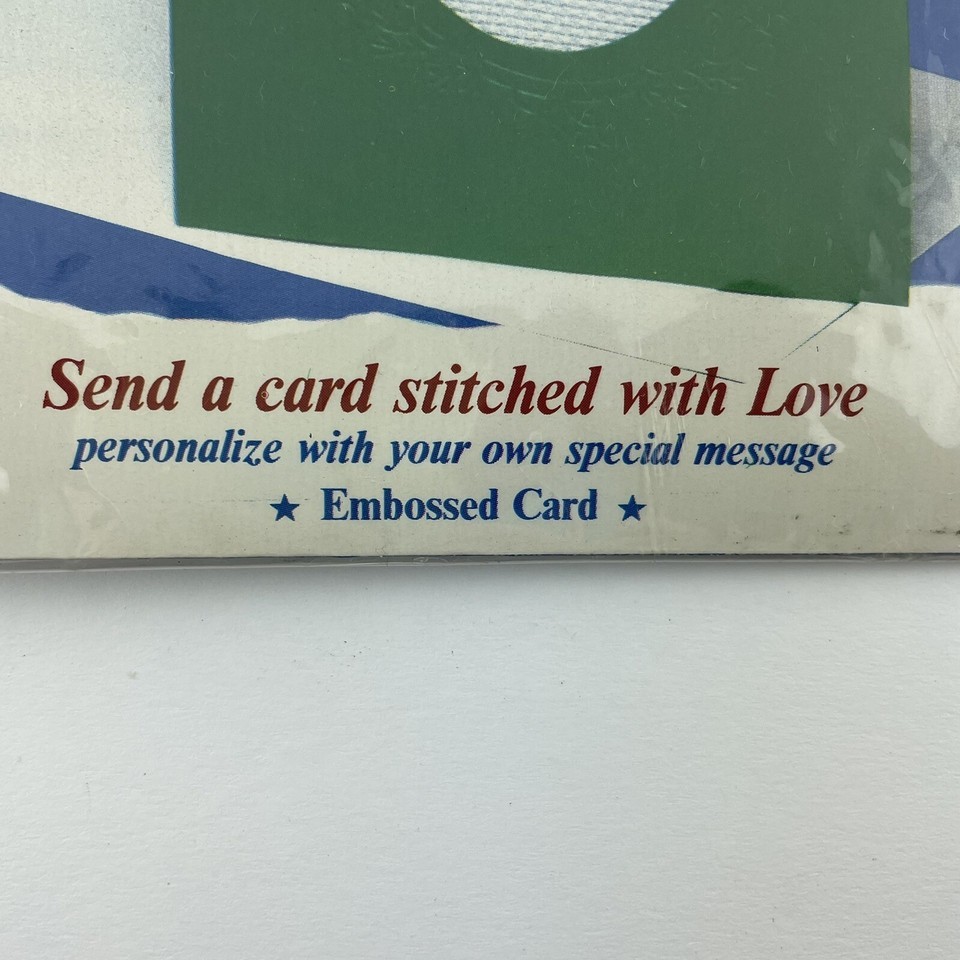 Send a card stitched with Love
personalize with your own special message
★ Embossed Card ★